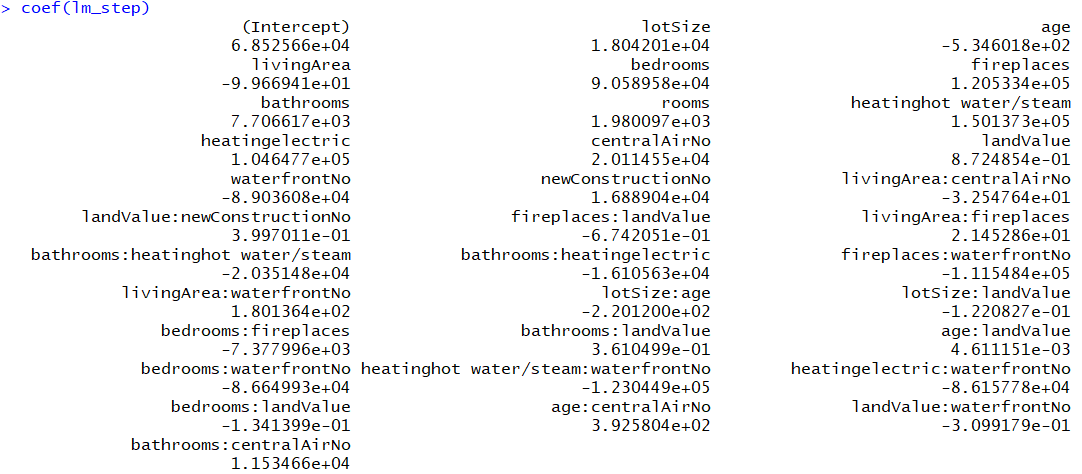 > coef(lm_step)
(Intercept) lotSize age
6.852566e+04 1.804201e+04 -5.346018e+02
livingArea bedrooms fireplaces
-9.966941e+01 9.058958e+04 1.205334e+05
bathrooms rooms heatinghot water/steam
7.706617e+03 1.980097e+03 1.501373e+05
heatingelectric centralAirNo landValue
1.046477e+05 2.011455e+04 8.724854e-01
waterfrontNo newConstructionNo livingArea:centralAirNo
-8.903608e+04 1.688904e+04 -3.254764e+01
landValue:newConstructionNo fireplaces:landValue livingArea:fireplaces
3.997011e-01 -6.742051e-01 2.145286e+01
bathrooms:heatinghot water/steam bathrooms:heatingelectric fireplaces:waterfrontNo
-2.035148e+04 -1.610563e+04 -1.115484e+05
livingArea:waterfrontNo lotSize:age lotSize:landValue
1.801364e+02 -2.201200e+02 -1.220827e-01
bedrooms:fireplaces bathrooms:landValue age:landValue
-7.377996e+03 3.610499e-01 4.611151e-03
bedrooms:waterfrontNo heatinghot water/steam:waterfrontNo heatingelectric:waterfrontNo
-8.664993e+04 -1.230449e+05 -8.615778e+04
bedrooms:landValue age:centralAirNo landValue:waterfrontNo
-1.341399e-01 3.925804e+02 -3.099179e-01
bathrooms:centralAirNo
1.153466e+04